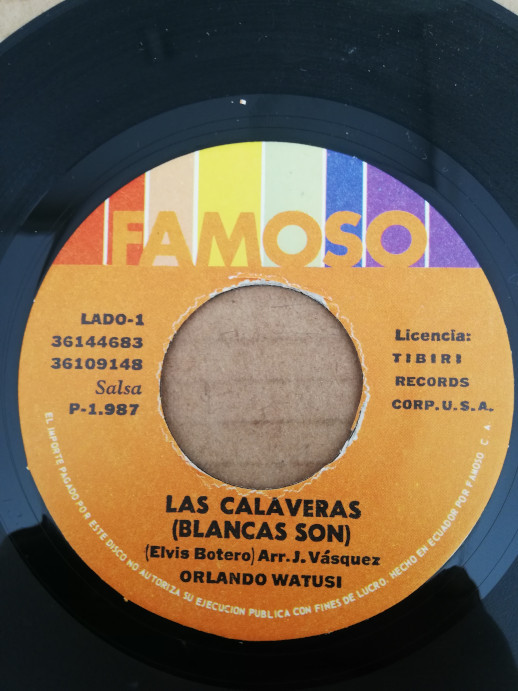 FAMOSO
LADO-1
36144683
36109148
Salsa
P-1.987
Licencia:
TIBIRI
RECORDS
CORP.U.S.A.
LAS CALAVERAS
(BLANCAS SON)
(Elvis Botero) Arr.J. Vásquez
ORLANDO WATUSI
EL IMPORTE PAGADO POR ESTE DISCO NO AUTORIZA SU EJECUCION PUBLICA CON FINES DE LUCRO. HECHO EN ECUADOR POR FAMOSO C A.